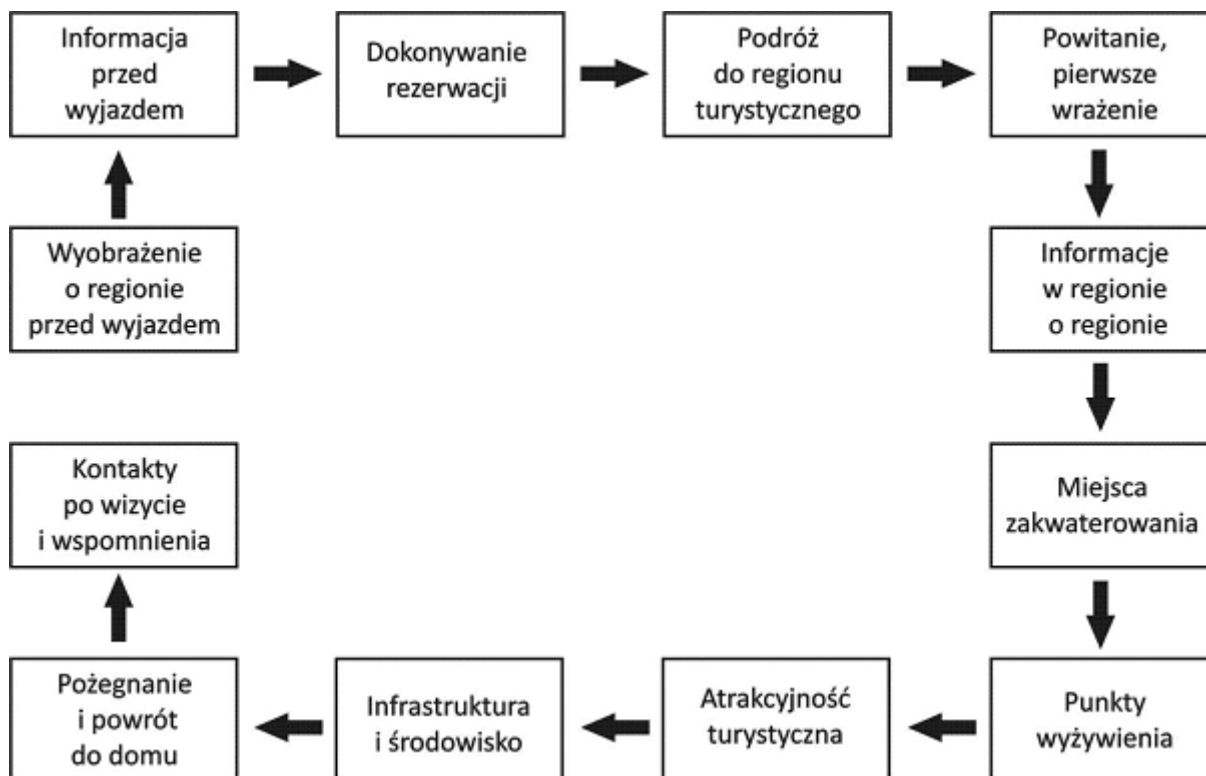 Informacja
przed
wyjazdem
Dokonywanie
rezerwacji
Podróż
do regionu
turystycznego
Powitanie,
pierwsze
wrażenie
Wyobrażenie
o regionie
przed wyjazdem
Informacje
w regionie
o regionie
Kontakty
po wizycie
i wspomnienia
Miejsca
zakwaterowania
Pożegnanie
i powrót
do domu
Infrastruktura
i środowisko
Atrakcyjność
turystyczna
Punkty
wyżywienia